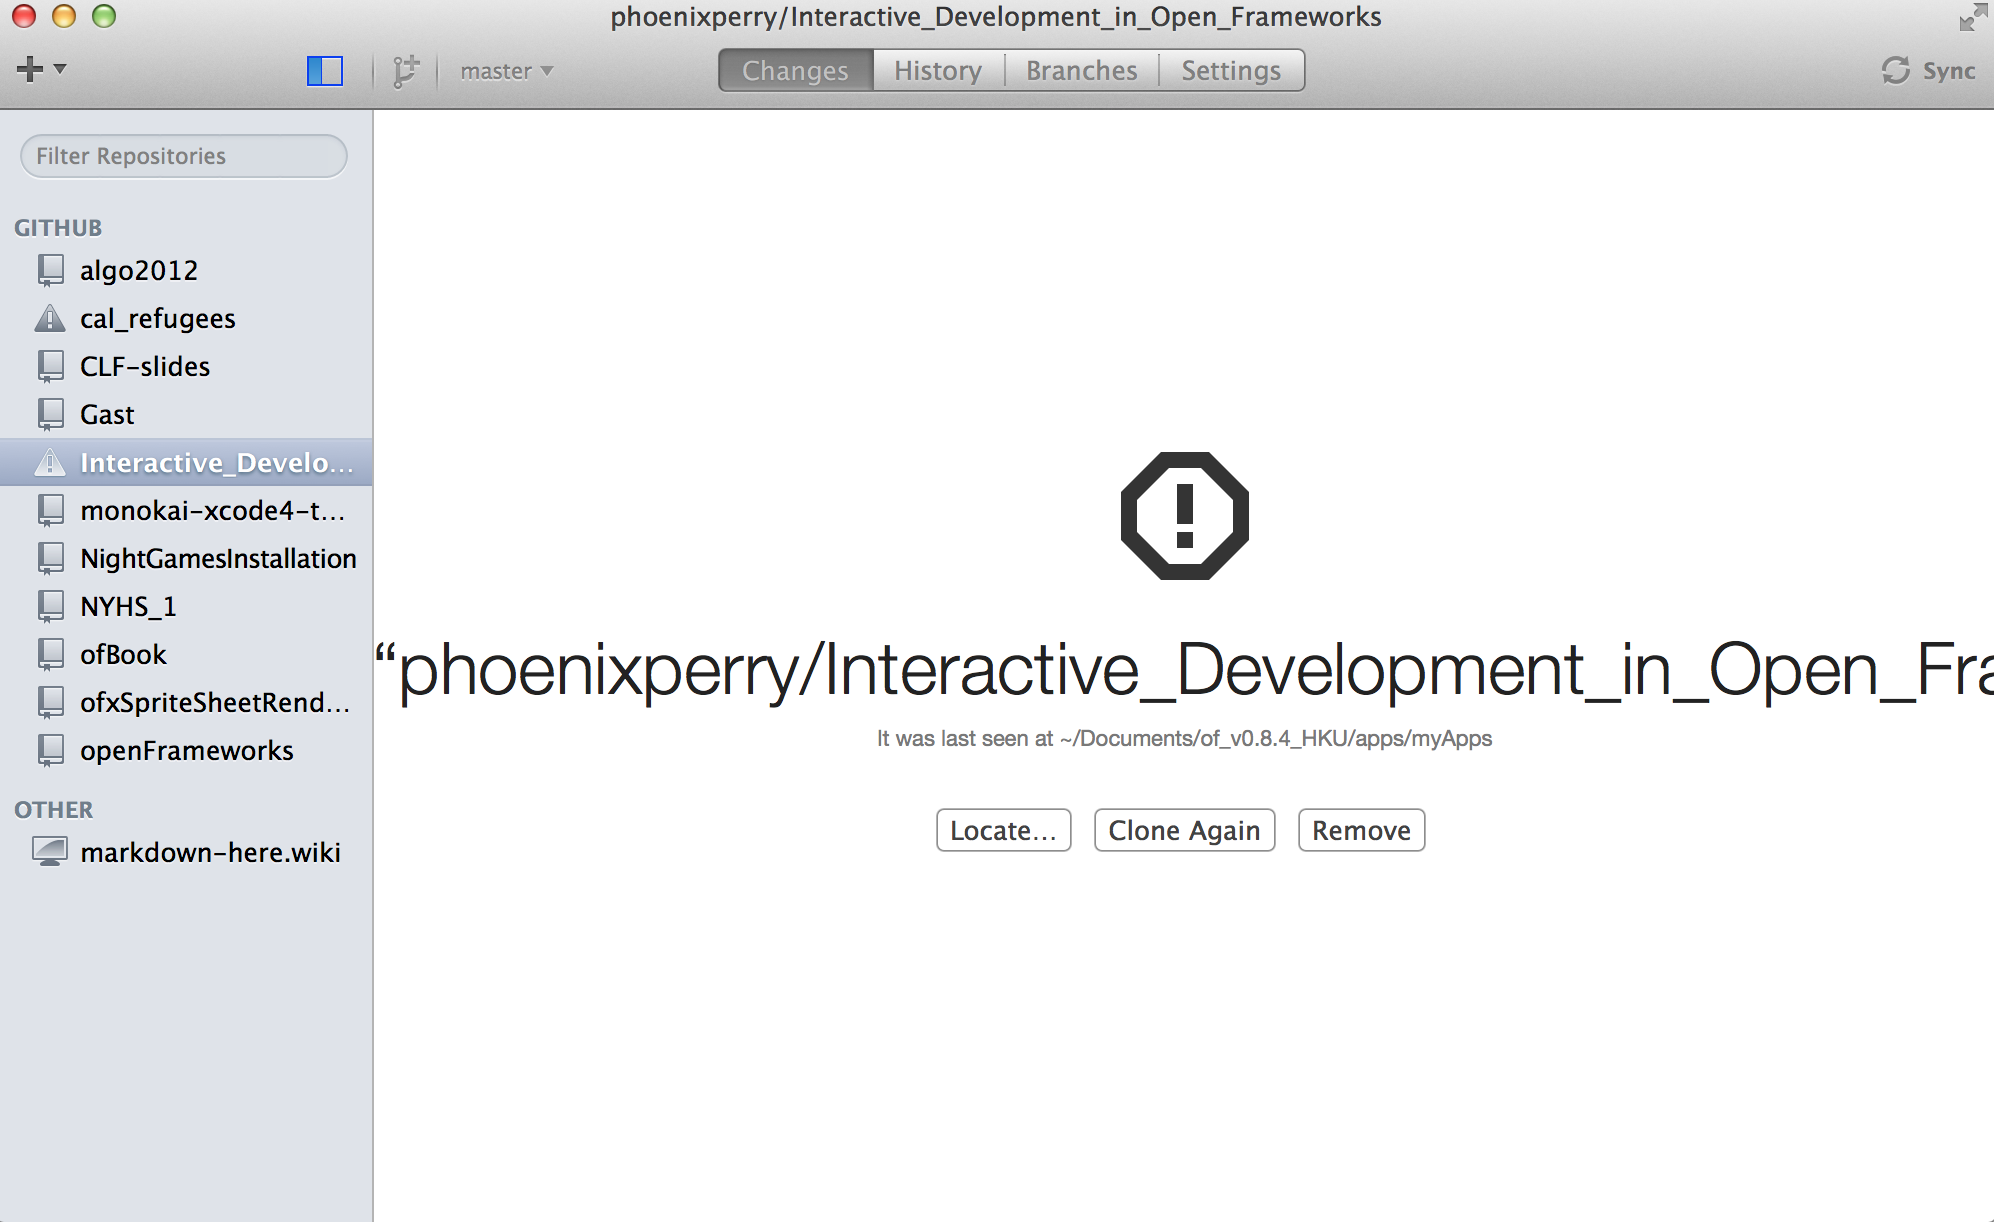 phoenixperry/Interactive_Development_in_Open_Frameworks
master
Changes
History
Branches
Settings
Sync
Filter Repositories
GITHUB
algo2012
cal_refugees
CLF-slides
Gast
Interactive_Develo...
monokai-xcode4-t...
NightGamesInstallation
NYHS_1
ofBook
ofxSpriteSheetRend...
openFrameworks
OTHER
markdown-here.wiki
“phoenixperry/Interactive_Development_in_Open_Fra
It was last seen at ~/Documents/of_v0.8.4_HKU/apps/myApps
Locate...
Clone Again
Remove